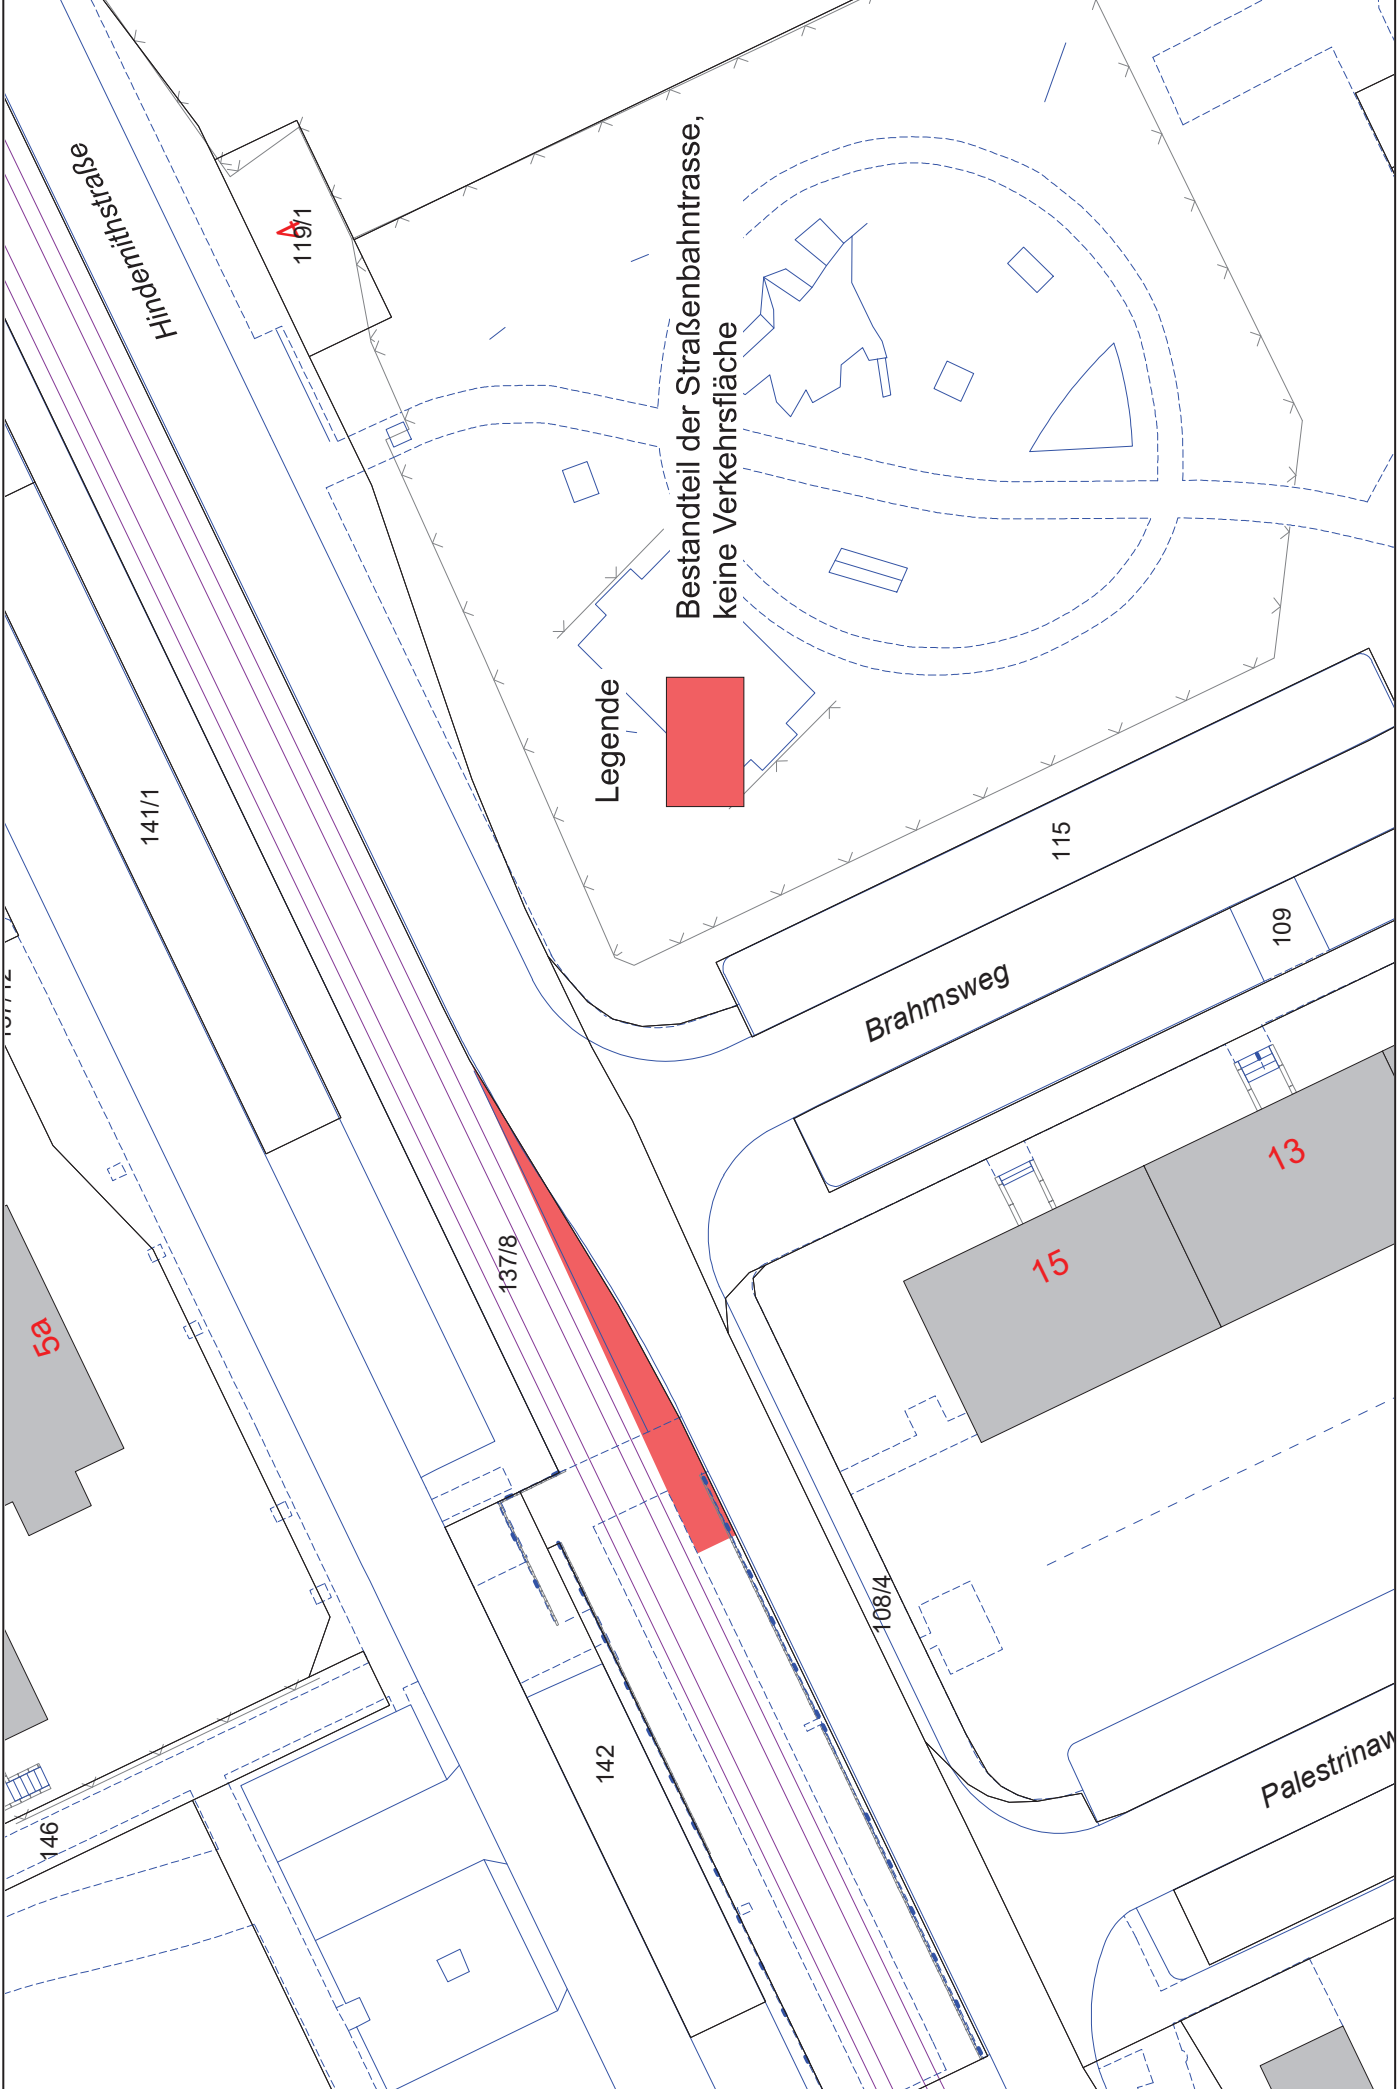 Hindemithstraße
4
119/1
141/1
Legende
Bestandteil der Straßenbahntrasse,
keine Verkehrsfläche
115
109
Brahmsweg
137/8
5a
13
15
108/4
142
146
Palestrinaw